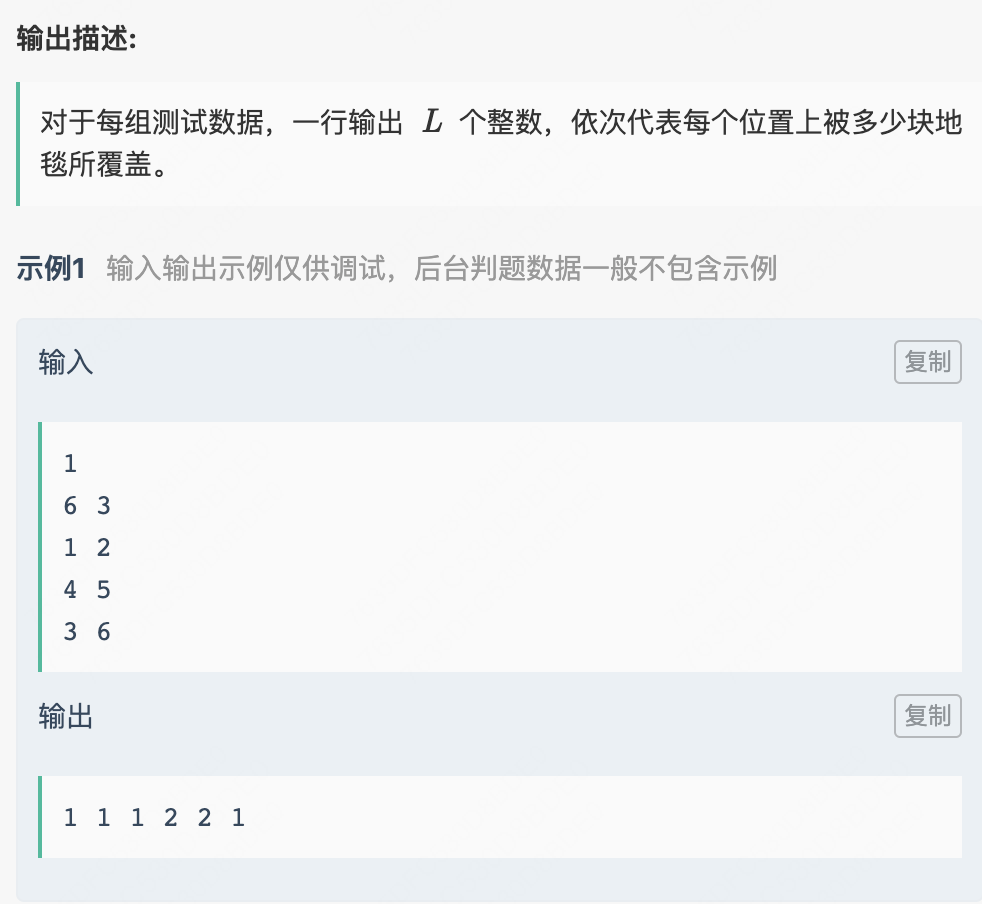 输出描述:
对于每组测试数据，一行输出 L 个整数，依次代表每个位置上被多少块地
毯所覆盖。
示例1 输入输出示例仅供调试，后台判题数据一般不包含示例
输入 复制
1
6 3
1 2
4 5
3 6
输出 复制
1 1 1 2 2 1